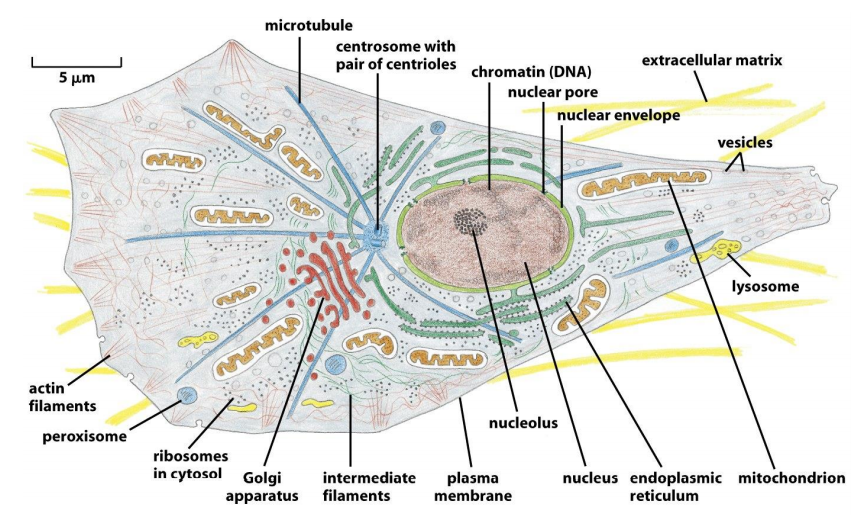 microtubule
centrosome with
pair of centrioles
chromatin (DNA)
nuclear pore
nuclear envelope
extracellular matrix
5 μm
vesicles
lysosome
actin
filaments
peroxisome
ribosomes
in cytosol
Golgi
apparatus
intermediate
filaments
plasma
membrane
nucleolus
nucleus
endoplasmic
reticulum
mitochondrion